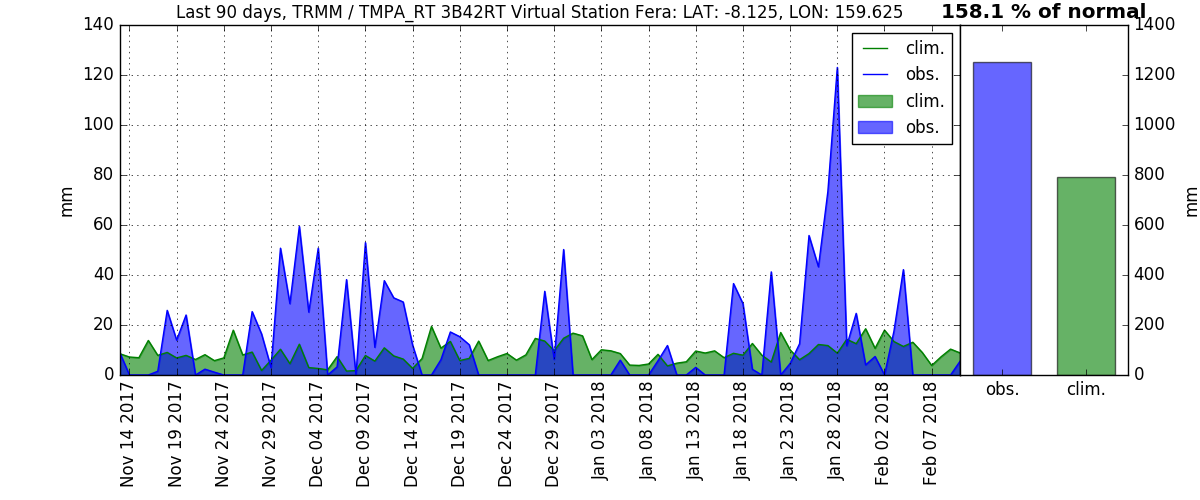 Last 90 days, TRMM / TMPA_RT 3B42RT Virtual Station Fera: LAT: -8.125, LON: 159.625
158.1 % of normal
140
120
100
80
60
40
20
0
mm
clim.
obs.
clim.
obs.
Nov 14 2017
Nov 19 2017
Nov 24 2017
Nov 29 2017
Dec 04 2017
Dec 09 2017
Dec 14 2017
Dec 19 2017
Dec 24 2017
Dec 29 2017
Jan 03 2018
Jan 08 2018
Jan 13 2018
Jan 18 2018
Jan 23 2018
Jan 28 2018
Feb 02 2018
Feb 07 2018
1400
1200
1000
800
600
400
200
0
mm
obs.
clim.